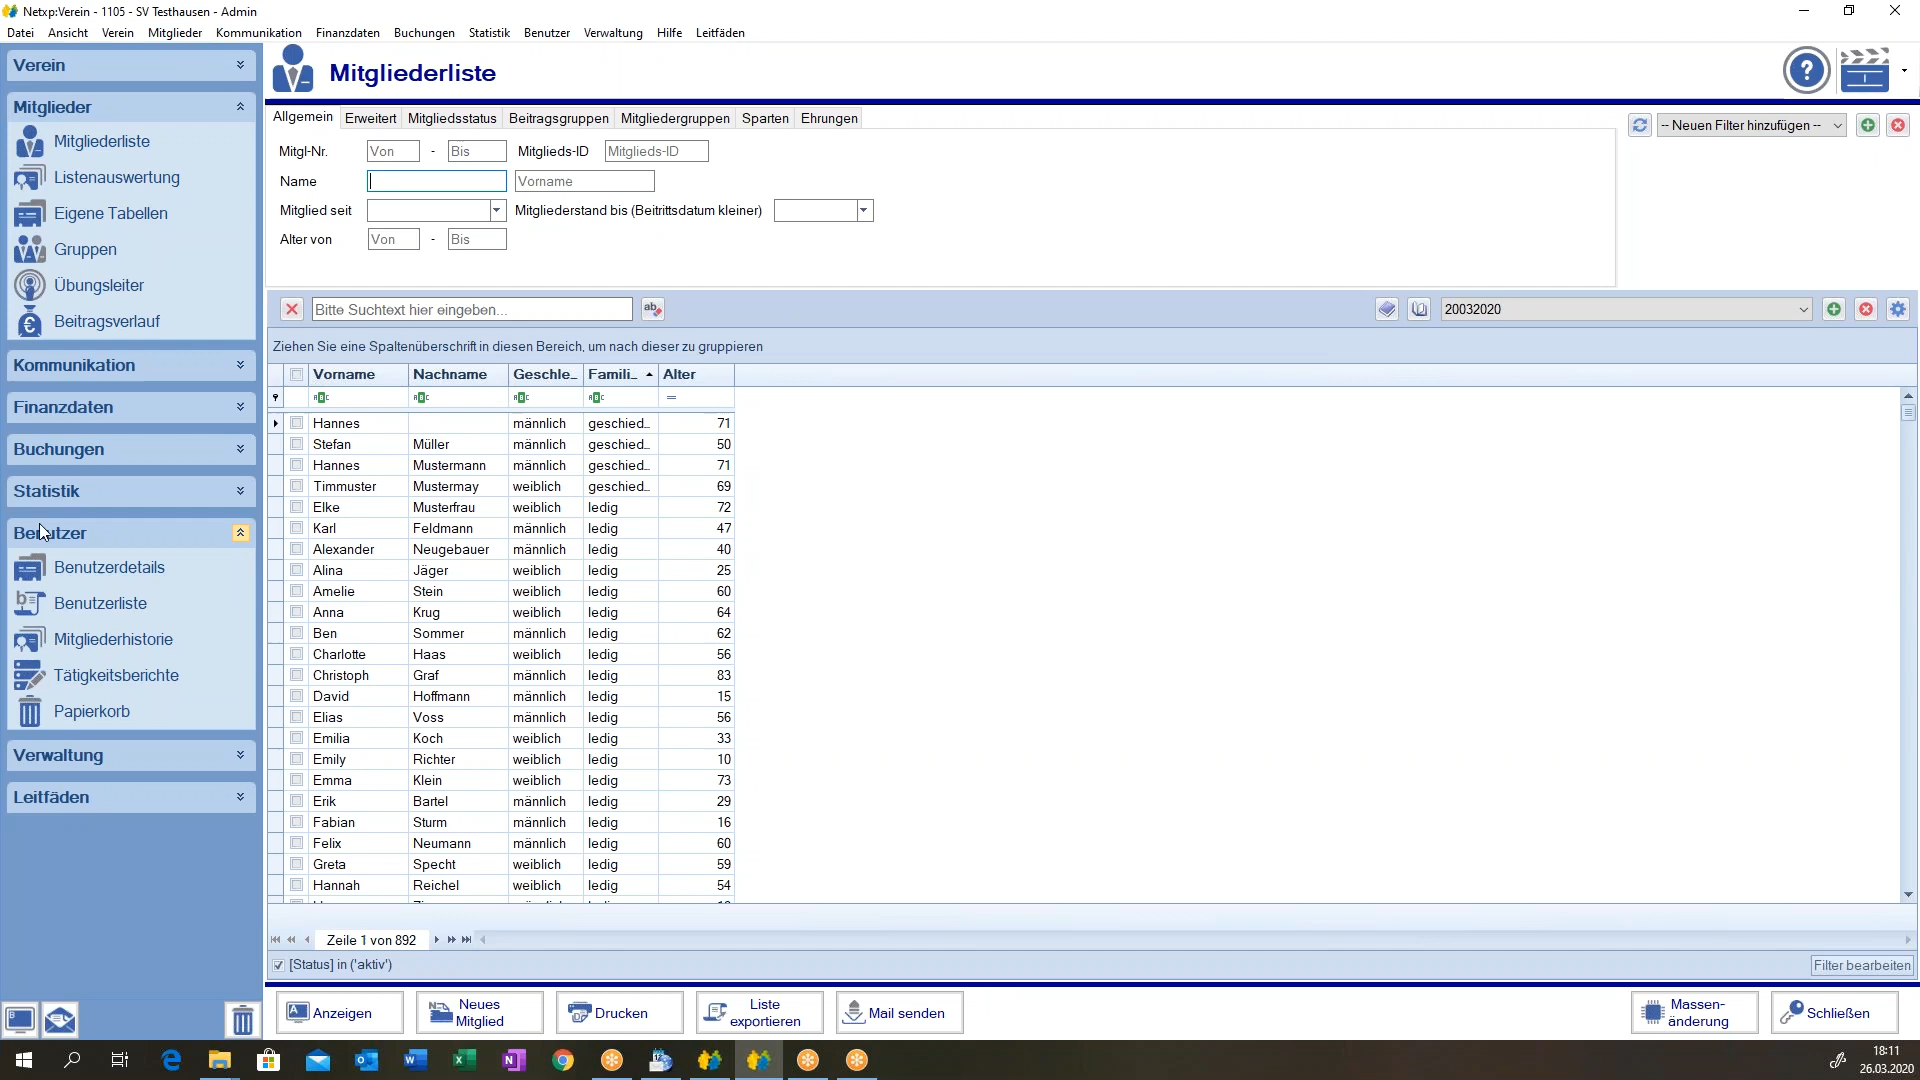 Netxp:Verein - 1105 - SV Testhausen - Admin
Datei Ansicht Verein Mitglieder Kommunikation Finanzdaten Buchungen Statistik Benutzer Verwaltung Hilfe Leitfäden
Verein
Mitglieder
Mitgliederliste
Listenauswertung
Eigene Tabellen
Gruppen
Übungsleiter
Beitragsverlauf
Kommunikation
Finanzdaten
Buchungen
Statistik
Benutzer
Benutzerdetails
Benutzerliste
Mitgliederhistorie
Tätigkeitsberichte
Papierkorb
Verwaltung
Leitfäden
Mitgliederliste
Allgemein Erweitert Mitgliedsstatus Beitragsgruppen Mitgliedergruppen Sparten Ehrungen
-- Neuen Filter hinzufügen --
Mitgl-Nr. Von - Bis Mitglieds-ID Mitglieds-ID
Name Vorname
Mitglied seit Mitgliederstand bis (Beitrittsdatum kleiner)
Alter von Von - Bis
Bitte Suchtext hier eingeben... 20032020
Ziehen Sie eine Spaltenüberschrift in diesen Bereich, um nach dieser zu gruppieren
Vorname Nachname Geschle... Famili... Alter
Hannes männlich geschied... 71
Stefan Müller männlich geschied... 50
Hannes Mustermann männlich geschied... 71
Timmuster Mustermay weiblich geschied... 69
Elke Musterfrau weiblich ledig 72
Karl Feldmann männlich ledig 47
Alexander Neugebauer männlich ledig 40
Alina Jäger weiblich ledig 25
Amelie Stein weiblich ledig 60
Anna Krug weiblich ledig 64
Ben Sommer männlich ledig 62
Charlotte Haas weiblich ledig 56
Christoph Graf männlich ledig 83
David Hoffmann männlich ledig 15
Elias Voss männlich ledig 56
Emilia Koch weiblich ledig 33
Emily Richter weiblich ledig 10
Emma Klein weiblich ledig 73
Erik Bartel männlich ledig 29
Fabian Sturm männlich ledig 16
Felix Neumann männlich ledig 60
Greta Specht weiblich ledig 59
Hannah Reichel weiblich ledig 54
Zeile 1 von 892
[Status] in ('aktiv') Filter bearbeiten
Anzeigen
Neues
Mitglied
Drucken
Liste
exportieren
Mail senden
Massen-
änderung
Schließen
18:11
26.03.2020